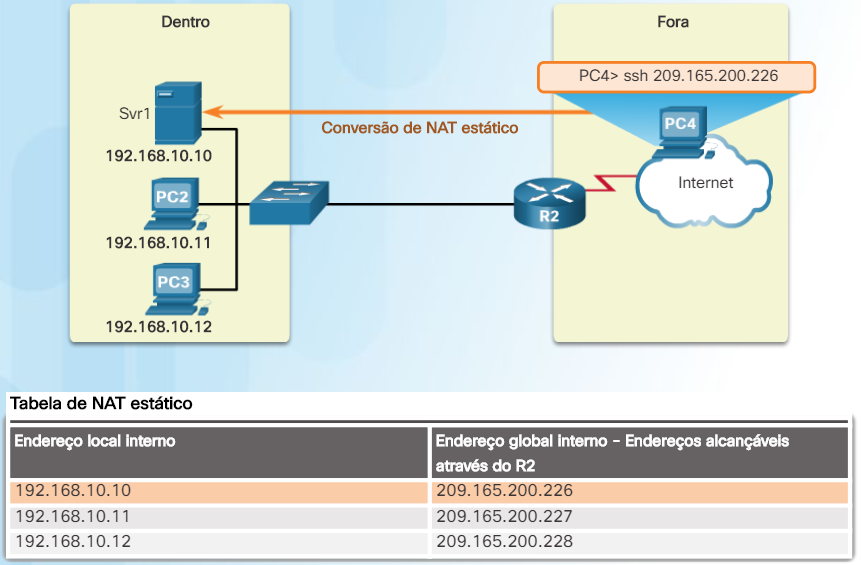 Dentro
Fora
PC4> ssh 209.165.200.226
Svr1
Conversão de NAT estático
PC4
192.168.10.10
Internet
PC2
R2
192.168.10.11
PC3
192.168.10.12
Tabela de NAT estático
Endereço local interno
Endereço global interno – Endereços alcançáveis
através do R2
192.168.10.10 209.165.200.226
192.168.10.11 209.165.200.227
192.168.10.12 209.165.200.228